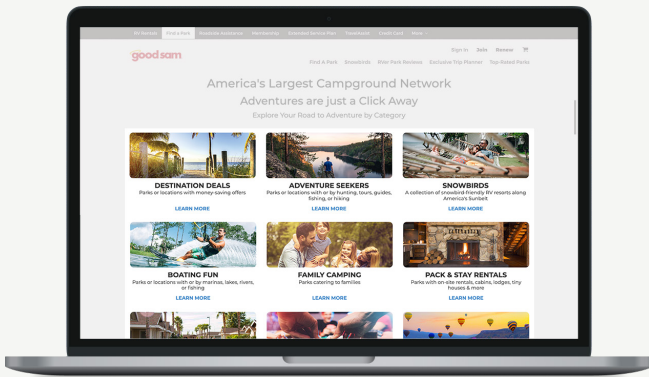 RV Rentals Find A Park Roadside Assistance Membership Extended Service Plan TravelAssist Credit Card More
good sam
Sign In Join Renew
Find A Park Snowbirds RVer Park Reviews Exclusive Trip Planner Top-Rated Parks
America's Largest Campground Network
Adventures are just a Click Away
Explore Your Road to Adventure by Category
DESTINATION DEALS
Parks or locations with money-saving offers
LEARN MORE
ADVENTURE SEEKERS
Parks or locations with or by hunting, tours, guides,
fishing, or hiking
LEARN MORE
SNOWBIRDS
A collection of snowbird-friendly RV resorts along
America's Sunbelt
LEARN MORE
BOATING FUN
Parks or locations with or by marinas, lakes, rivers,
or fishing
LEARN MORE
FAMILY CAMPING
Parks catering to families
LEARN MORE
PACK & STAY RENTALS
Parks with on-site rentals, cabins, lodges, tiny
houses & more
LEARN MORE